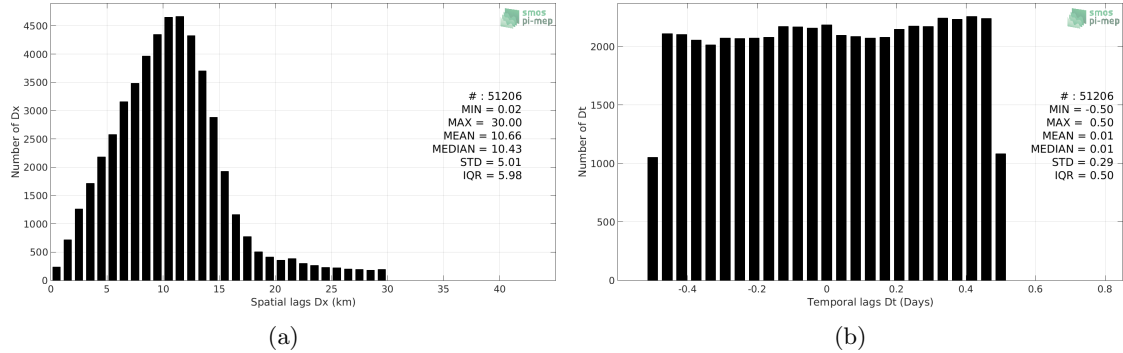 4500
4000
3500
3000
2500
2000
1500
1000
500
0
Number of Dx
smos
pi-mep
# : 51206
MIN = 0.02
MAX = 30.00
MEAN = 10.66
MEDIAN = 10.43
STD = 5.01
IQR = 5.98
0 5 10 15 20 25 30 35 40
Spatial lags Dx (km)
(a)
2000
1500
1000
500
0
Number of Dt
smos
pi-mep
# : 51206
MIN = -0.50
MAX = 0.50
MEAN = 0.01
MEDIAN = 0.01
STD = 0.29
IQR = 0.50
-0.4 -0.2 0 0.2 0.4 0.6 0.8
Temporal lags Dt (Days)
(b)